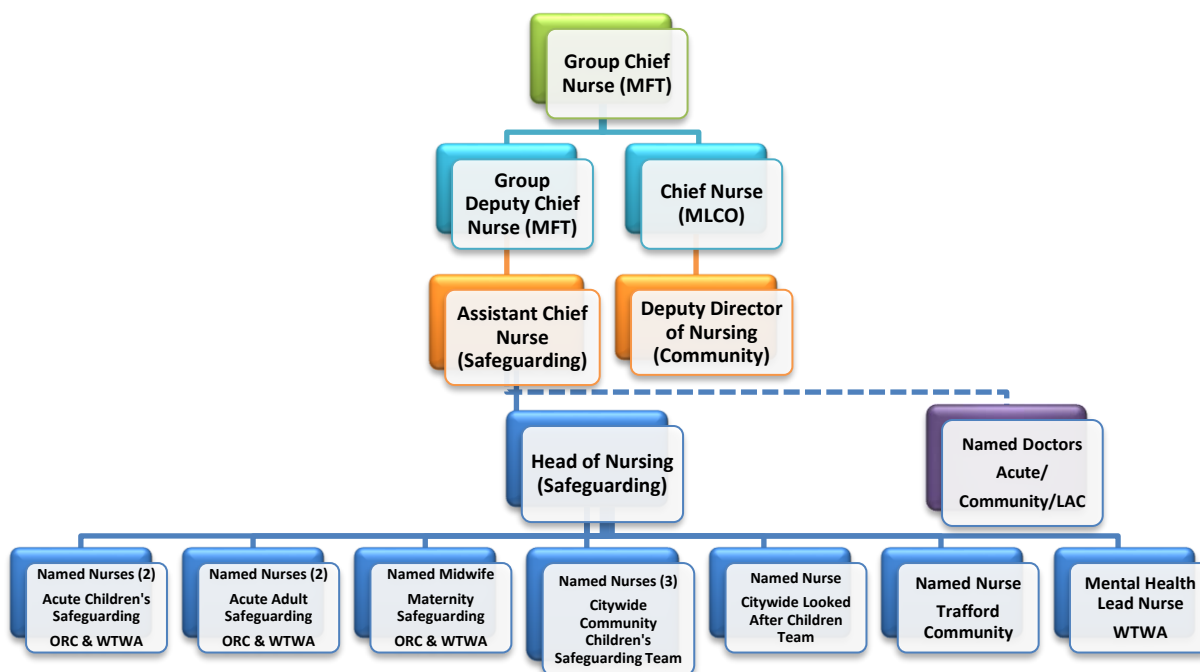 Group Chief
Nurse (MFT)
Group
Deputy Chief
Nurse (MFT)
Chief Nurse
(MLCO)
Assistant Chief
Nurse
(Safeguarding)
Deputy Director
of Nursing
(Community)
Head of Nursing
(Safeguarding)
Named Doctors
Acute/
Community/LAC
Named Nurses (2)
Acute Children's
Safeguarding
ORC & WTWA
Named Nurses (2)
Acute Adult
Safeguarding
ORC & WTWA
Named Midwife
Maternity
Safeguarding
ORC & WTWA
Named Nurses (3)
Citywide
Community
Children's
Safeguarding Team
Named Nurse
Citywide Looked
After Children
Team
Named Nurse
Trafford
Community
Mental Health
Lead Nurse
WTWA